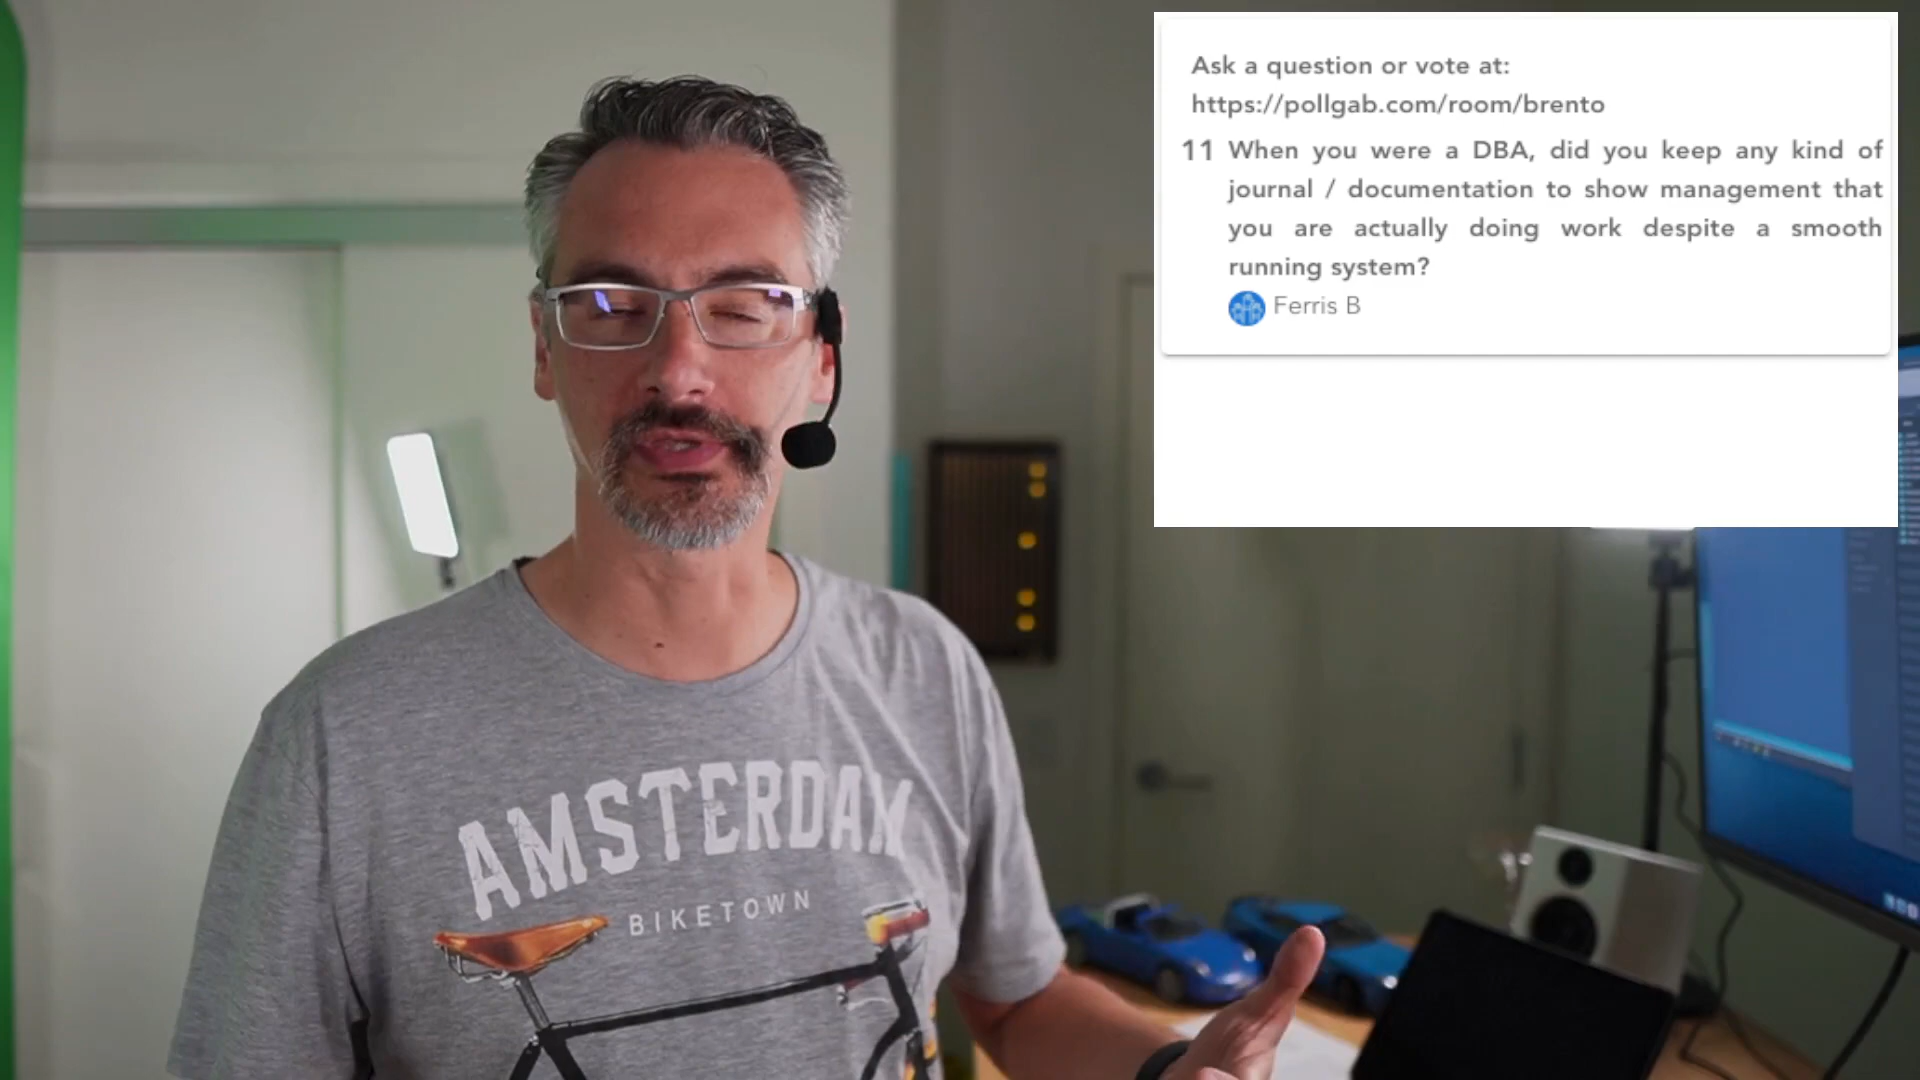 Ask a question or vote at:
https://pollgab.com/room/brento
11 When you were a DBA, did you keep any kind of
journal / documentation to show management that
you are actually doing work despite a smooth
running system?
Ferris B
AMSTERDAM
BIKETOWN